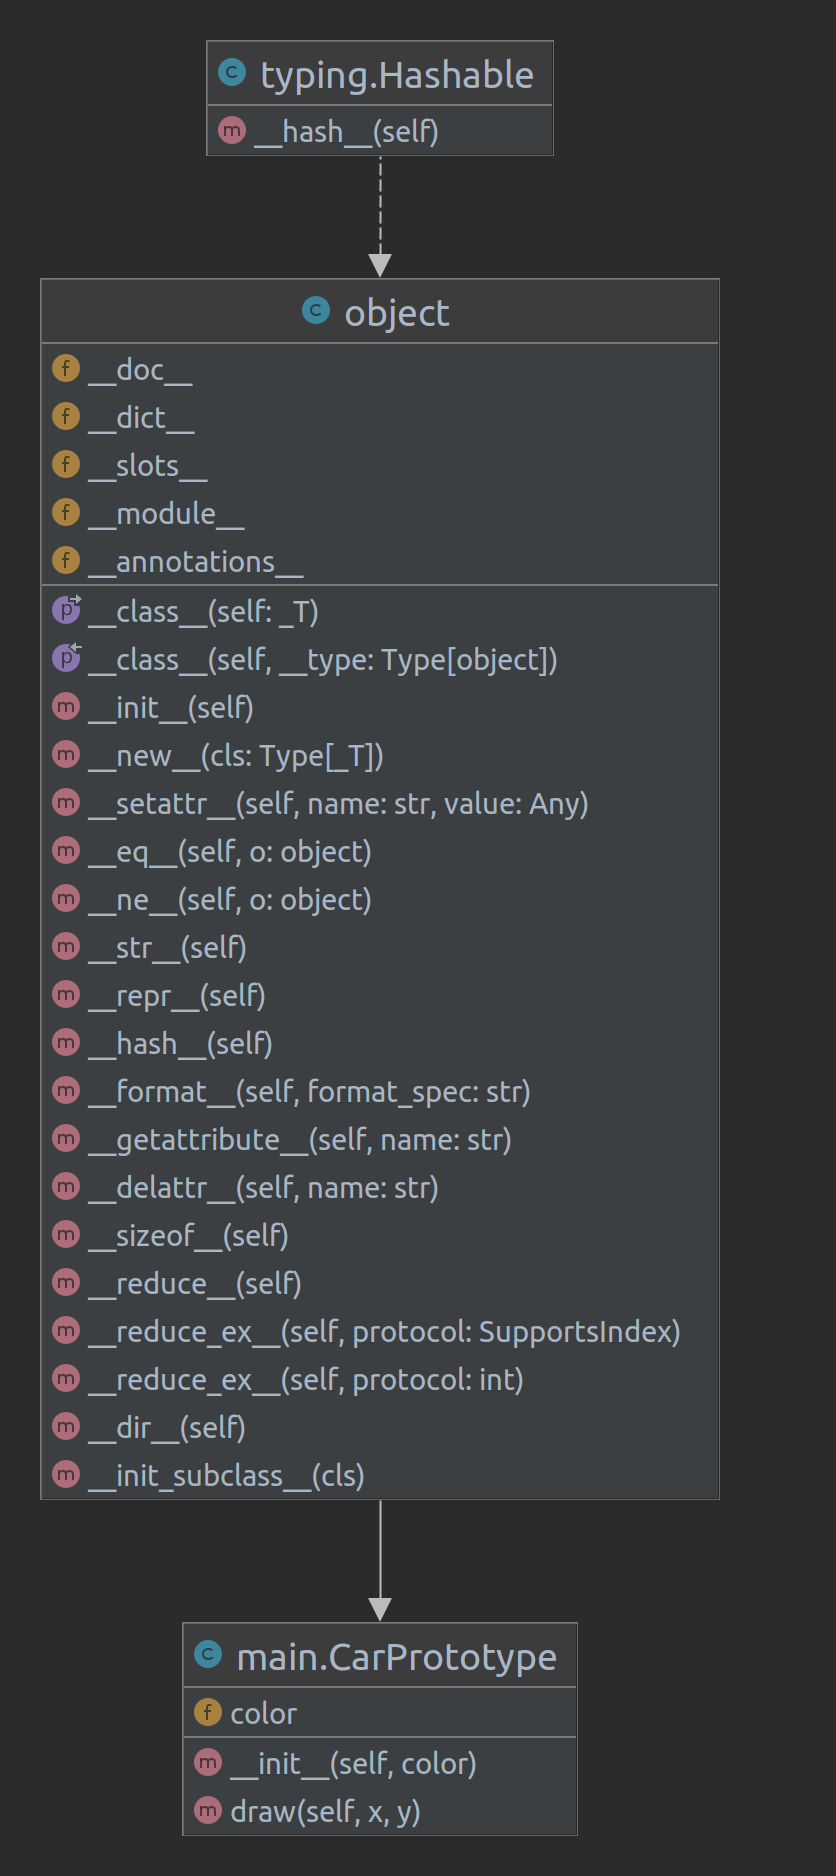 C typing.Hashable
m __hash__(self)
C object
f __doc__
f __dict__
f __slots__
f __module__
f __annotations__
p __class__(self: _T)
p __class__(self, __type: Type[object])
m __init__(self)
m __new__(cls: Type[_T])
m __setattr__(self, name: str, value: Any)
m __eq__(self, o: object)
m __ne__(self, o: object)
m __str__(self)
m __repr__(self)
m __hash__(self)
m __format__(self, format_spec: str)
m __getattribute__(self, name: str)
m __delattr__(self, name: str)
m __sizeof__(self)
m __reduce__(self)
m __reduce_ex__(self, protocol: SupportsIndex)
m __reduce_ex__(self, protocol: int)
m __dir__(self)
m __init_subclass__(cls)
C main.CarPrototype
f color
m __init__(self, color)
m draw(self, x, y)